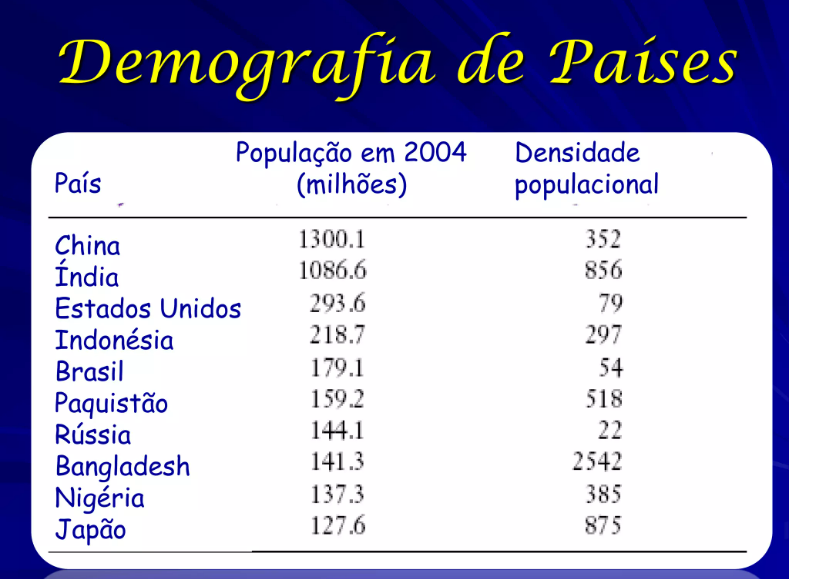 Demografia de Países
País População em 2004 (milhões) Densidade populacional
China 1300.1 352
Índia 1086.6 856
Estados Unidos 293.6 79
Indonésia 218.7 297
Brasil 179.1 54
Paquistão 159.2 518
Rússia 144.1 22
Bangladesh 141.3 2542
Nigéria 137.3 385
Japão 127.6 875